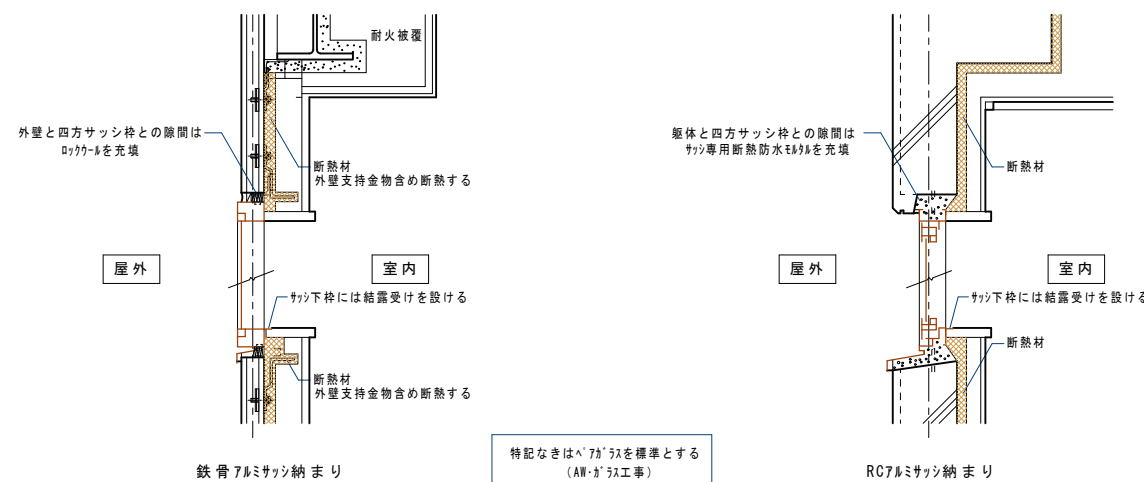 耐火被覆
外壁と四方サッシ枠との隙間は
ロックウールを充填
断熱材
外壁支持金物含め断熱する
屋外
室内
サッシ下枠には結露受けを設ける
断熱材
外壁支持金物含め断熱する
鉄骨アルミサッシ納まり
特記なきはペアガラスを標準とする
(AW・ガラス工事)
躯体と四方サッシ枠との隙間は
サッシ専用断熱防水モルタルを充填
断熱材
屋外
室内
サッシ下枠には結露受けを設ける
断熱材
RCアルミサッシ納まり